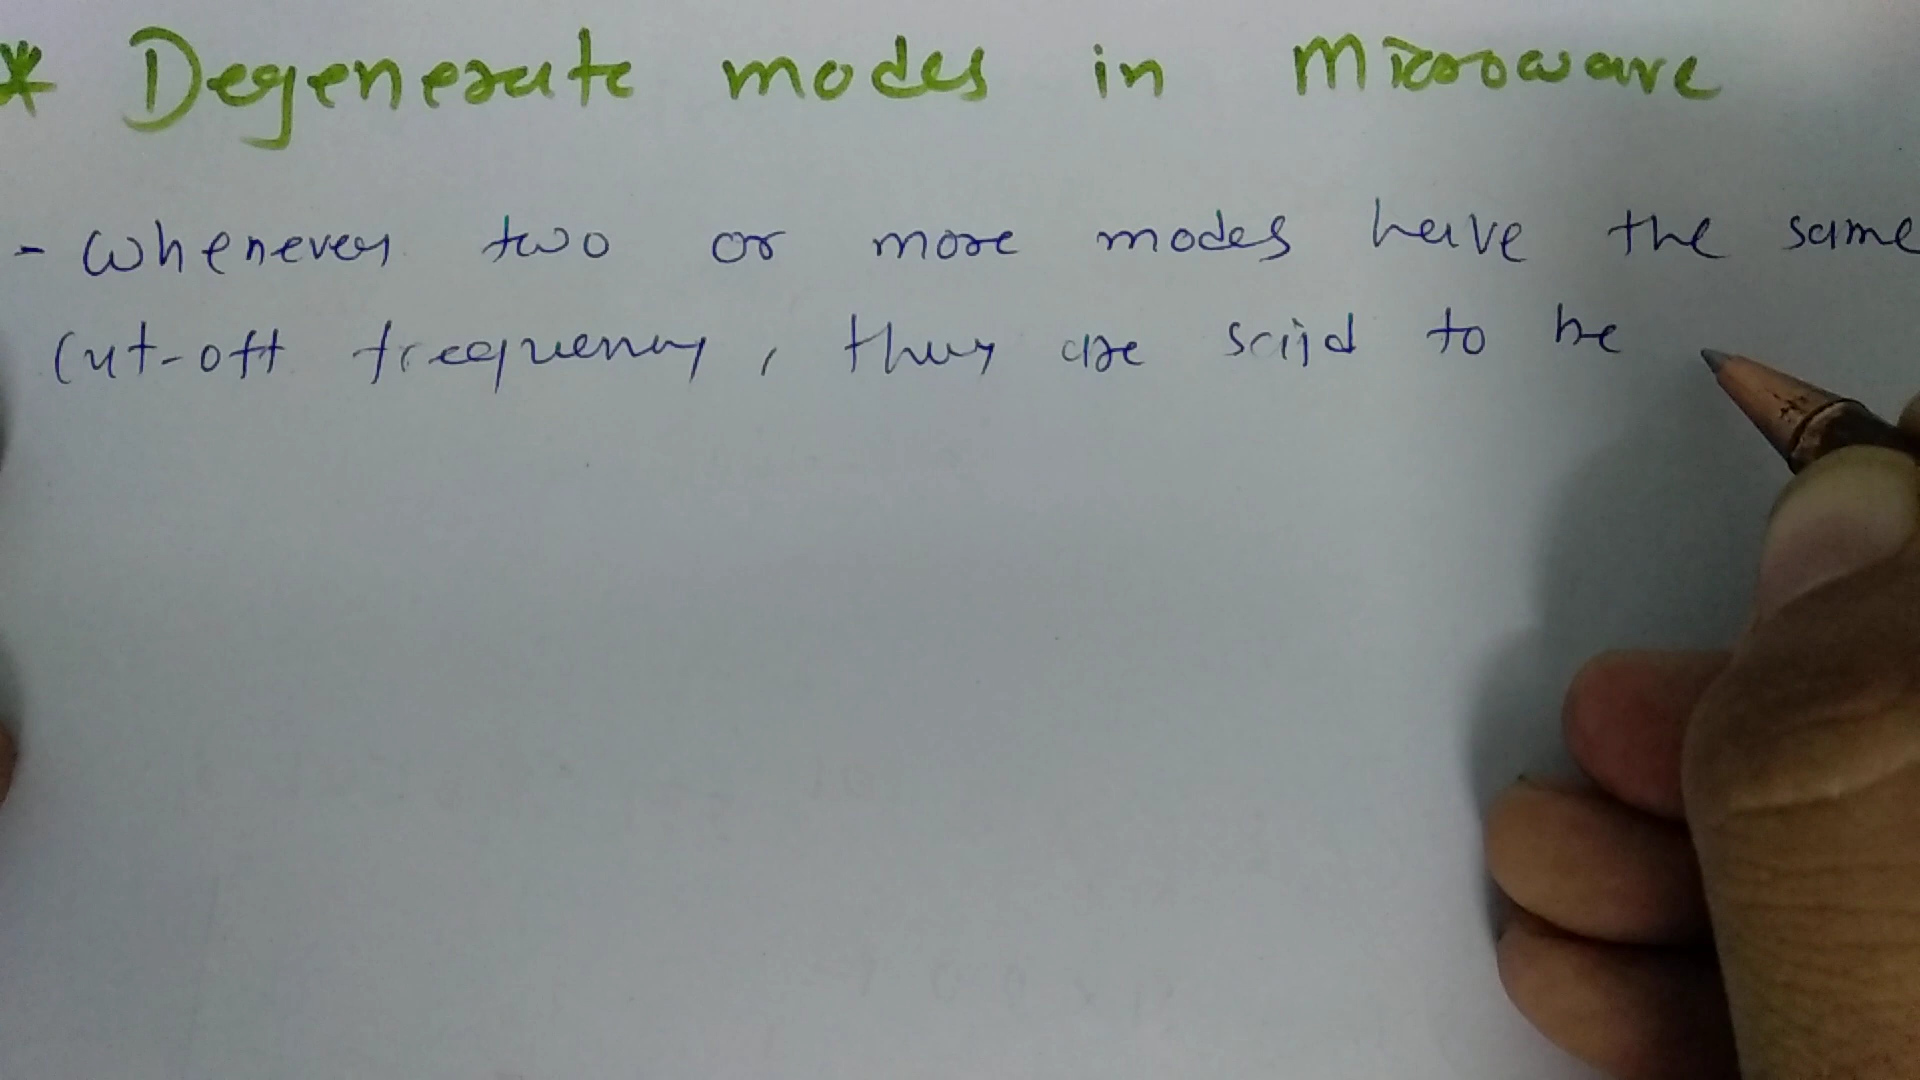 * Degenerate modes in Microwave
- Whenever two or more modes have the same
cut-off frequency, they are said to be